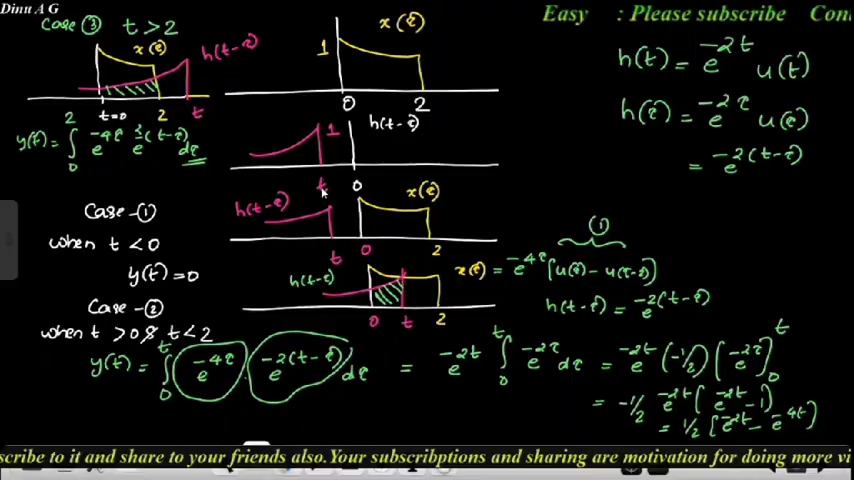 Dinu A G
Easy : Please subscribe Con
Case ③ t > 2
x(τ)
h(t-τ)
t=0 2 t
y(t) = ∫₀² e^{-4τ} e^{-2(t-τ)} dτ
x(τ)
1
0 2
1 h(t-τ)
t 0
h(t-τ) x(τ)
t 0 2
h(t-τ)
0 t 2
h(t) = e^{-2t} u(t)
h(τ) = e^{-2τ} u(τ)
= e^{-2(t-τ)}
①
x(τ) = e^{-4τ} [u(τ) - u(τ-2)]
h(t-τ) = e^{-2(t-τ)}
Case-①
when t < 0
y(t) = 0
Case-②
when t > 0 & t < 2
y(t) = ∫₀ᵗ e^{-4τ} · e^{-2(t-τ)} dτ = e^{-2t} ∫₀ᵗ e^{-2τ} dτ = e^{-2t} (-1/2) [e^{-2τ}]₀ᵗ
= -1/2 e^{-2t} [e^{-2t} - 1]
= 1/2 [e^{-2t} - e^{-4t}]
scribe to it and share to your friends also.Your subscribptions and sharing are motivation for doing more vi